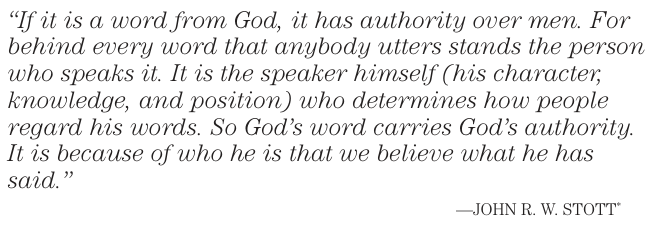 “If it is a word from God, it has authority over men. For
behind every word that anybody utters stands the person
who speaks it. It is the speaker himself (his character,
knowledge, and position) who determines how people
regard his words. So God’s word carries God’s authority.
It is because of who he is that we believe what he has
said.”
—JOHN R. W. STOTT*